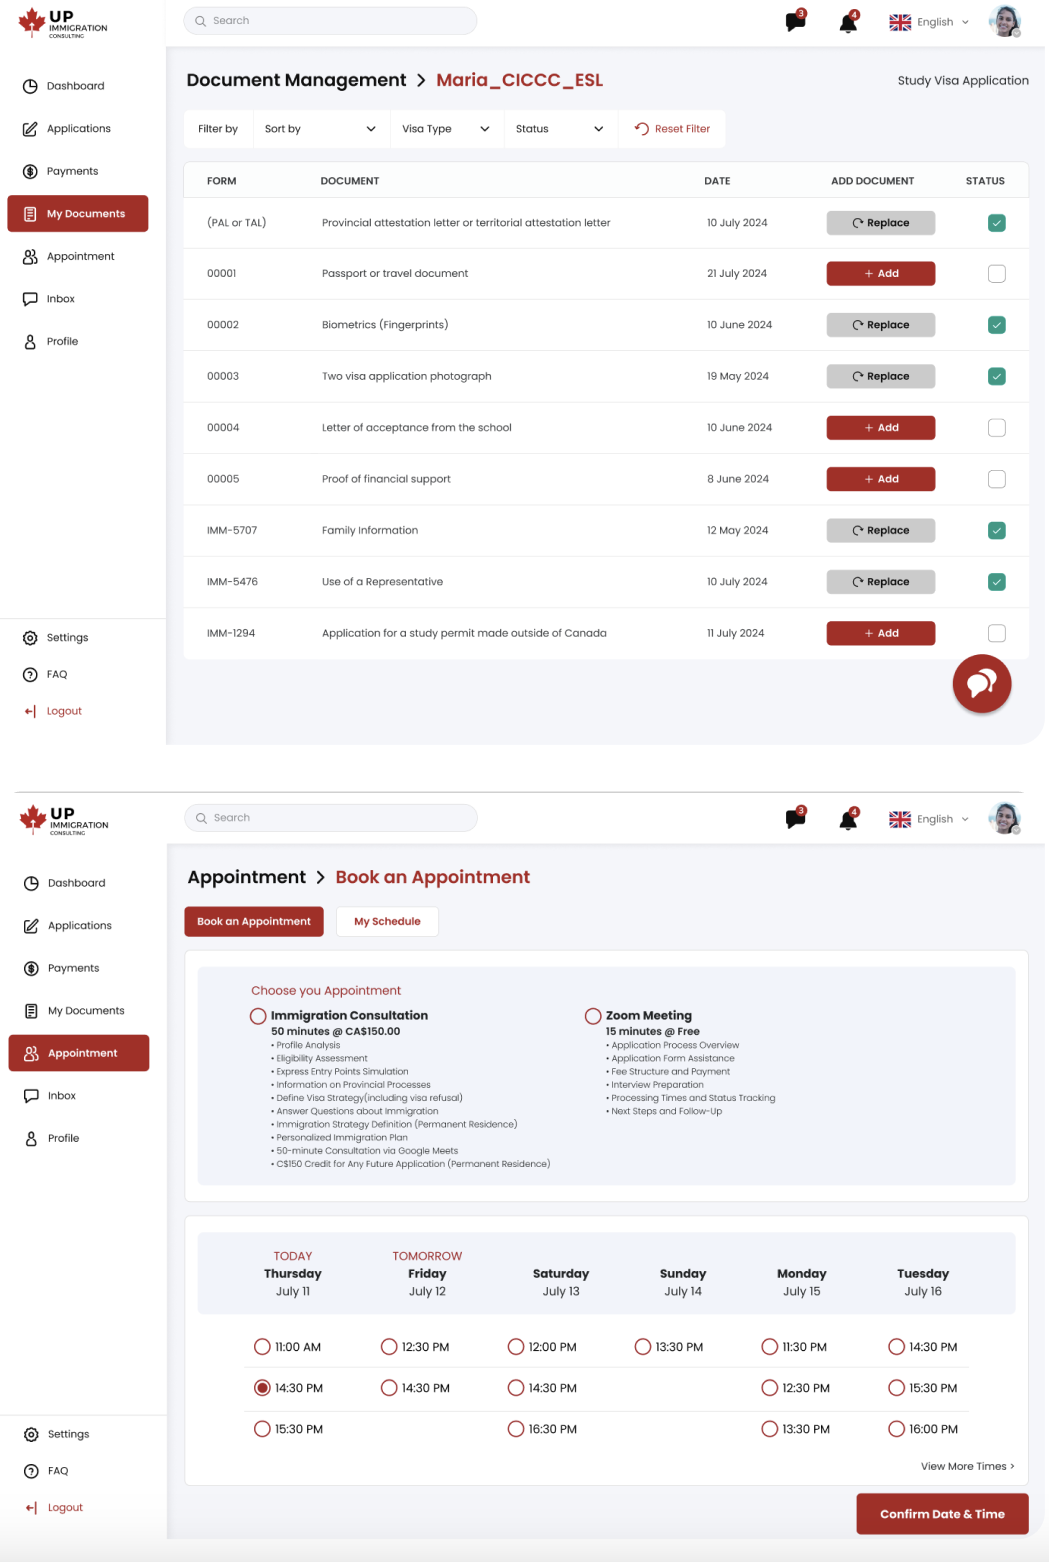 UP
IMMIGRATION
CONSULTING
Search
3
4
English
Dashboard
Applications
Payments
My Documents
Appointment
Inbox
Profile
Settings
FAQ
Logout
Document Management > Maria_CICCC_ESL
Study Visa Application
Filter by Sort by Visa Type Status Reset Filter
FORM DOCUMENT DATE ADD DOCUMENT STATUS
(PAL or TAL) Provincial attestation letter or territorial attestation letter 10 July 2024 Replace
00001 Passport or travel document 21 July 2024 + Add
00002 Biometrics (Fingerprints) 10 June 2024 Replace
00003 Two visa application photograph 19 May 2024 Replace
00004 Letter of acceptance from the school 10 June 2024 + Add
00005 Proof of financial support 8 June 2024 + Add
IMM-5707 Family Information 12 May 2024 Replace
IMM-5476 Use of a Representative 10 July 2024 Replace
IMM-1294 Application for a study permit made outside of Canada 11 July 2024 + Add
UP
IMMIGRATION
CONSULTING
Search
3
4
English
Dashboard
Applications
Payments
My Documents
Appointment
Inbox
Profile
Settings
FAQ
Logout
Appointment > Book an Appointment
Book an Appointment My Schedule
Choose you Appointment
Immigration Consultation
50 minutes @ CA$150.00
• Profile Analysis
• Eligibility Assessment
• Express Entry Points Simulation
• Information on Provincial Processes
• Define Visa Strategy(including visa refusal)
• Answer Questions about Immigration
• Immigration Strategy Definition (Permanent Residence)
• Personalized Immigration Plan
• 50-minute Consultation via Google Meets
• C$150 Credit for Any Future Application (Permanent Residence)
Zoom Meeting
15 minutes @ Free
• Application Process Overview
• Application Form Assistance
• Fee Structure and Payment
• Interview Preparation
• Processing Times and Status Tracking
• Next Steps and Follow-Up
TODAY TOMORROW
Thursday Friday Saturday Sunday Monday Tuesday
July 11 July 12 July 13 July 14 July 15 July 16
11:00 AM 12:30 PM 12:00 PM 13:30 PM 11:30 PM 14:30 PM
14:30 PM 14:30 PM 14:30 PM 12:30 PM 15:30 PM
15:30 PM 16:30 PM 13:30 PM 16:00 PM
View More Times >
Confirm Date & Time